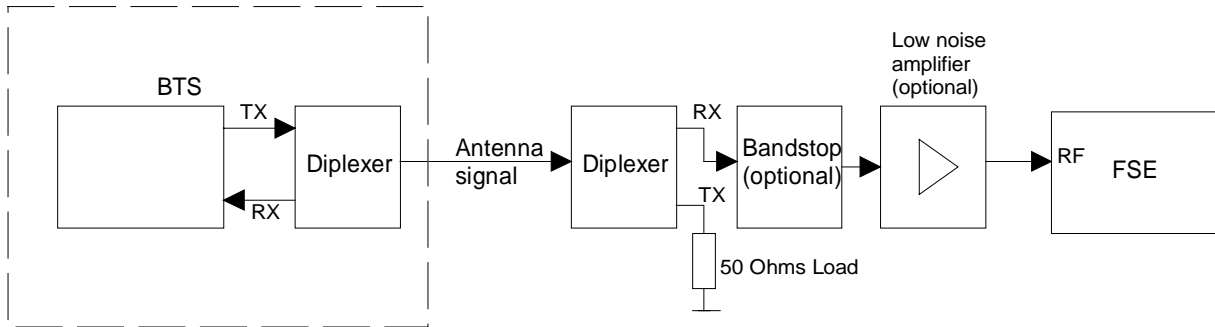 BTS
TX
Diplexer
RX
Antenna
signal
Diplexer
RX
TX
50 Ohms Load
Bandstop
(optional)
Low noise
amplifier
(optional)
RF
FSE